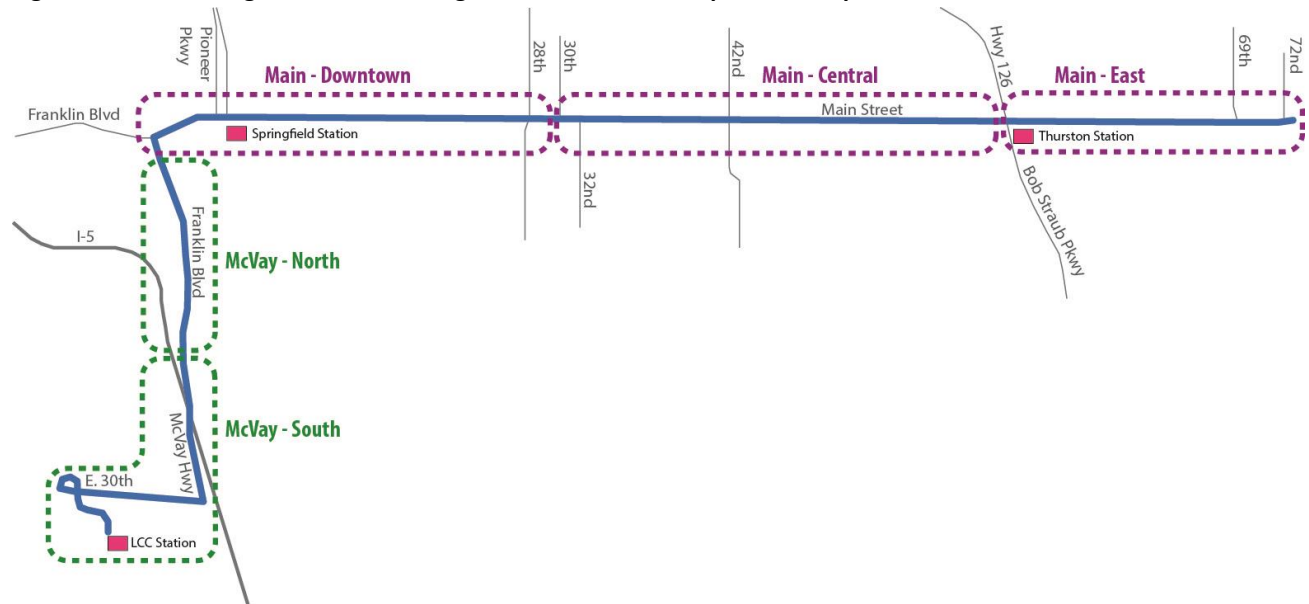 Pioneer
Pkwy
28th
30th
42nd
Hwy 126
69th
72nd
Main - Downtown
Main - Central
Main - East
Franklin Blvd
Main Street
Springfield Station
Thurston Station
32nd
Bob Straub Pkwy
Franklin Blvd
I-5
McVay - North
McVay - South
McVay Hwy
E. 30th
LCC Station